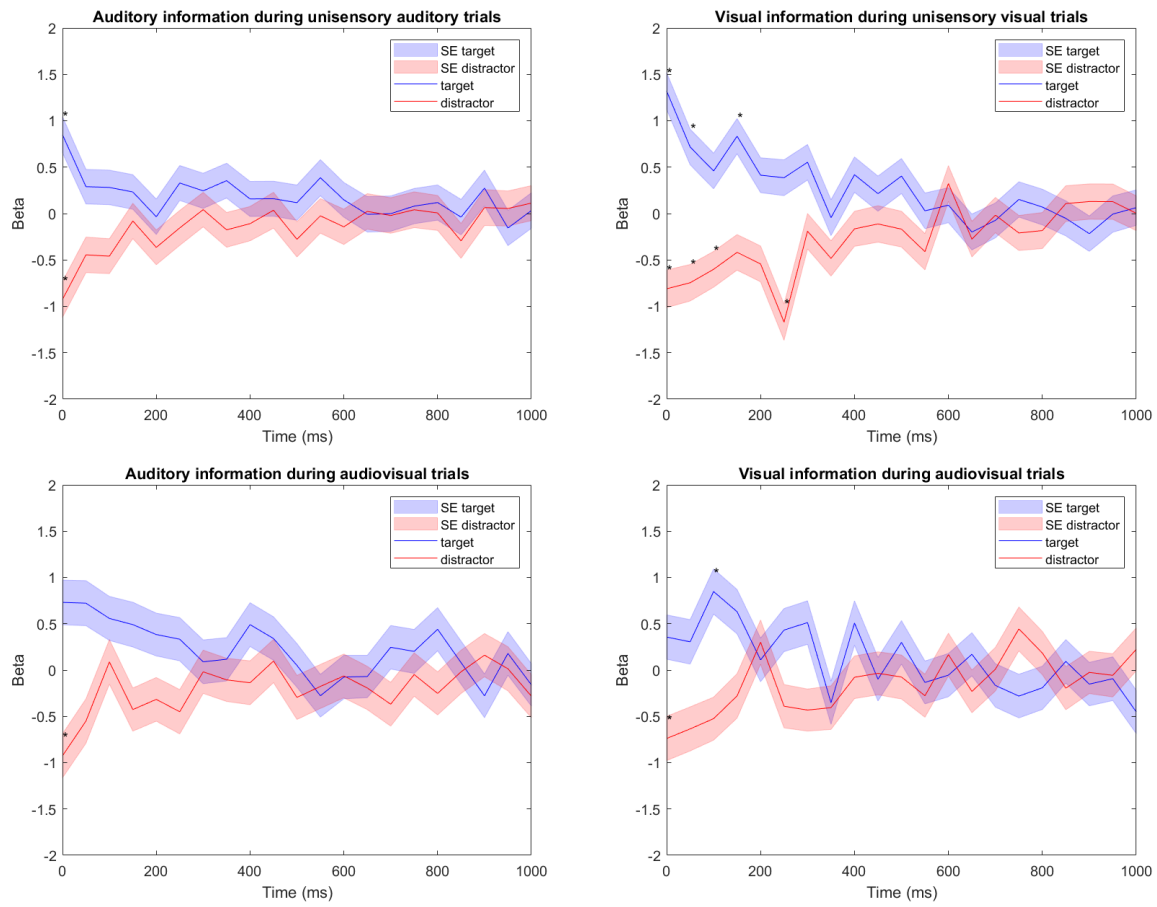 Auditory information during unisensory auditory trials
2
1.5
1
0.5
0
-0.5
-1
-1.5
-2
Beta
*
*
SE target
SE distractor
target
distractor
0 200 400 600 800 1000
Time (ms)
Visual information during unisensory visual trials
2
1.5
1
0.5
0
-0.5
-1
-1.5
-2
Beta
*
*
*
*
*
*
*
SE target
SE distractor
target
distractor
0 200 400 600 800 1000
Time (ms)
Auditory information during audiovisual trials
2
1.5
1
0.5
0
-0.5
-1
-1.5
-2
Beta
*
SE target
SE distractor
target
distractor
0 200 400 600 800 1000
Time (ms)
Visual information during audiovisual trials
2
1.5
1
0.5
0
-0.5
-1
-1.5
-2
Beta
*
*
SE target
SE distractor
target
distractor
0 200 400 600 800 1000
Time (ms)